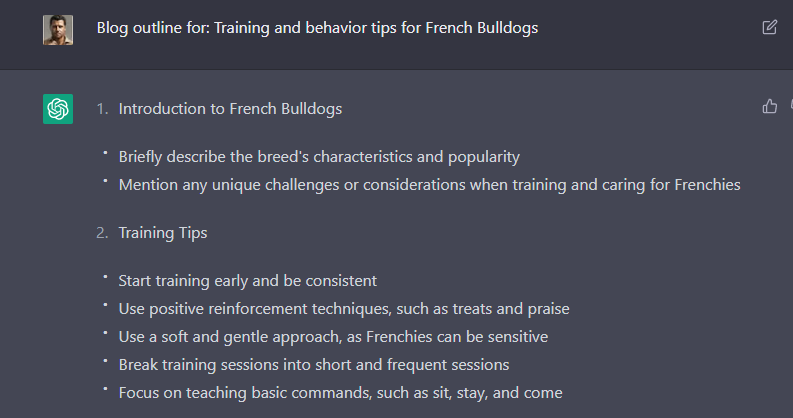 Blog outline for: Training and behavior tips for French Bulldogs
1. Introduction to French Bulldogs
• Briefly describe the breed's characteristics and popularity
• Mention any unique challenges or considerations when training and caring for Frenchies
2. Training Tips
• Start training early and be consistent
• Use positive reinforcement techniques, such as treats and praise
• Use a soft and gentle approach, as Frenchies can be sensitive
• Break training sessions into short and frequent sessions
• Focus on teaching basic commands, such as sit, stay, and come